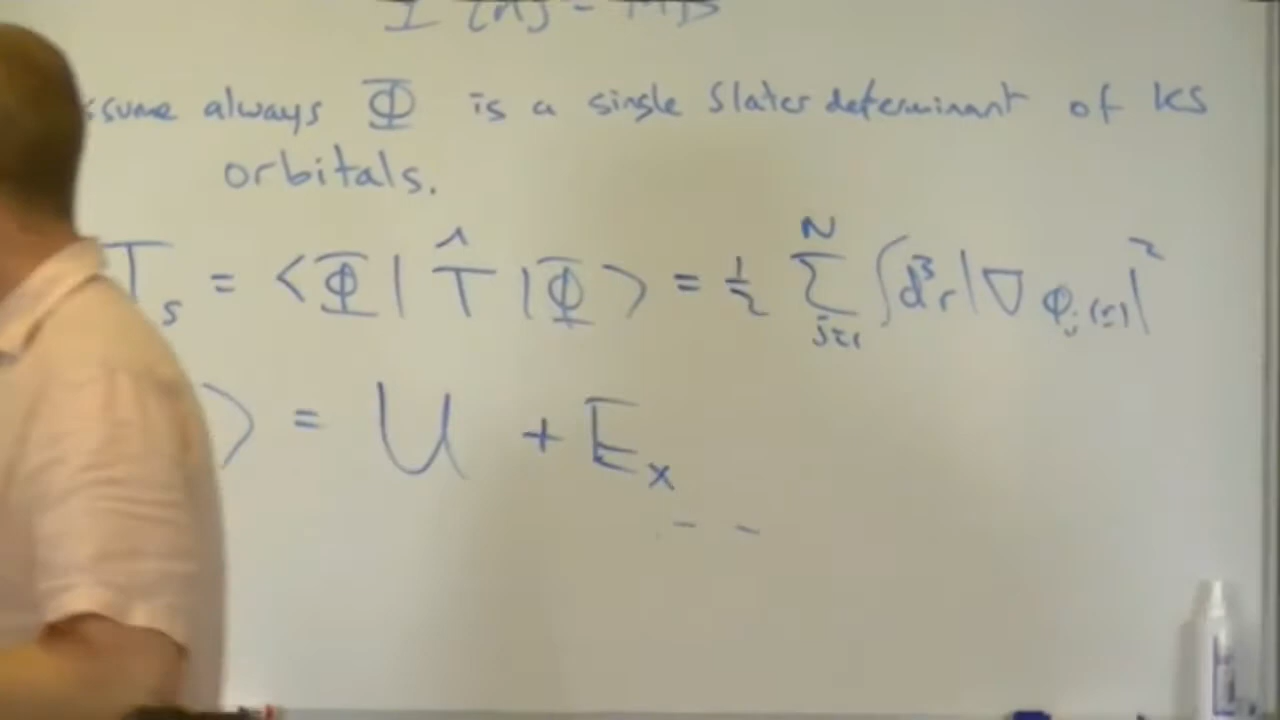 ssume always Φ is a single Slater determinant of KS
orbitals.
T_s = <Φ| T̂ |Φ> = 1/2 Σ_{j=1}^{N} ∫d³r |∇ φ_j(r)|²
> = U + E_x